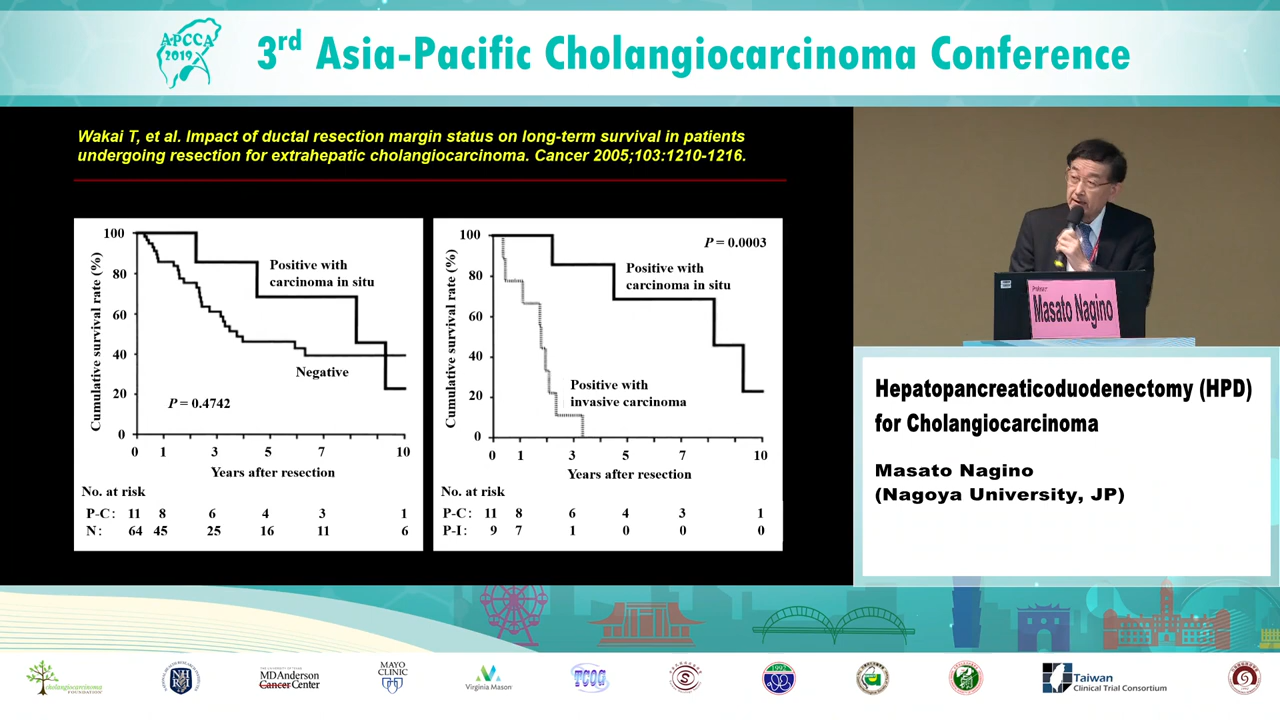 APCCA
2019
3rd Asia-Pacific Cholangiocarcinoma Conference
Wakai T, et al. Impact of ductal resection margin status on long-term survival in patients
undergoing resection for extrahepatic cholangiocarcinoma. Cancer 2005;103:1210-1216.
Cumulative survival rate (%)
100
80
60
40
20
0
Positive with
carcinoma in situ
Negative
P = 0.4742
0 1 3 5 7 10
Years after resection
No. at risk
P-C: 11 8 6 4 3 1
N: 64 45 25 16 11 6
Cumulative survival rate (%)
100
80
60
40
20
0
P = 0.0003
Positive with
carcinoma in situ
Positive with
invasive carcinoma
0 1 3 5 7 10
Years after resection
No. at risk
P-C: 11 8 6 4 3 1
P-I: 9 7 1 0 0 0
Masato Nagino
Hepatopancreaticoduodenectomy (HPD)
for Cholangiocarcinoma
Masato Nagino
(Nagoya University, JP)
cholangiocarcinoma
FOUNDATION
NHRI
MDAnderson
Cancer Center
MAYO
CLINIC
Virginia Mason
TCOG
S
1992
Taiwan
Clinical Trial Consortium